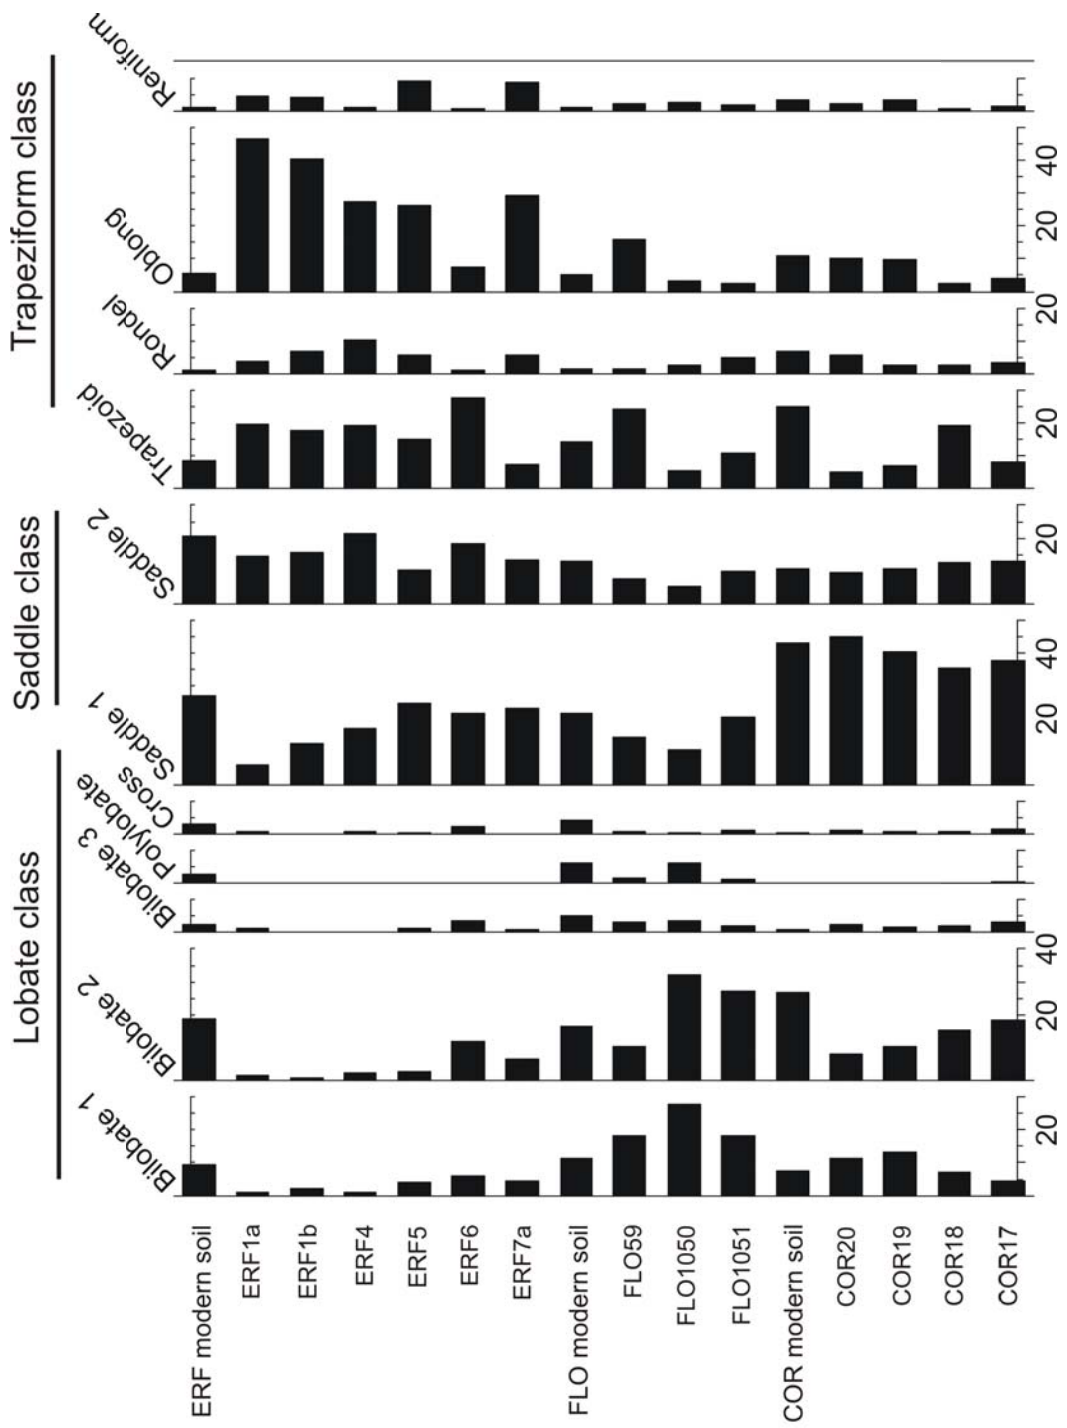 Trapeziform class
Saddle class
Lobate class
Reniform
Oblong
Rondel
Trapezoid
Saddle 2
Saddle 1
Cross
Polylobate
Bilobate 3
Bilobate 2
Bilobate 1
40
20
20
20
20
40
20
40
20
20
ERF modern soil
ERF1a
ERF1b
ERF4
ERF5
ERF6
ERF7a
FLO modern soil
FLO59
FLO1050
FLO1051
COR modern soil
COR20
COR19
COR18
COR17